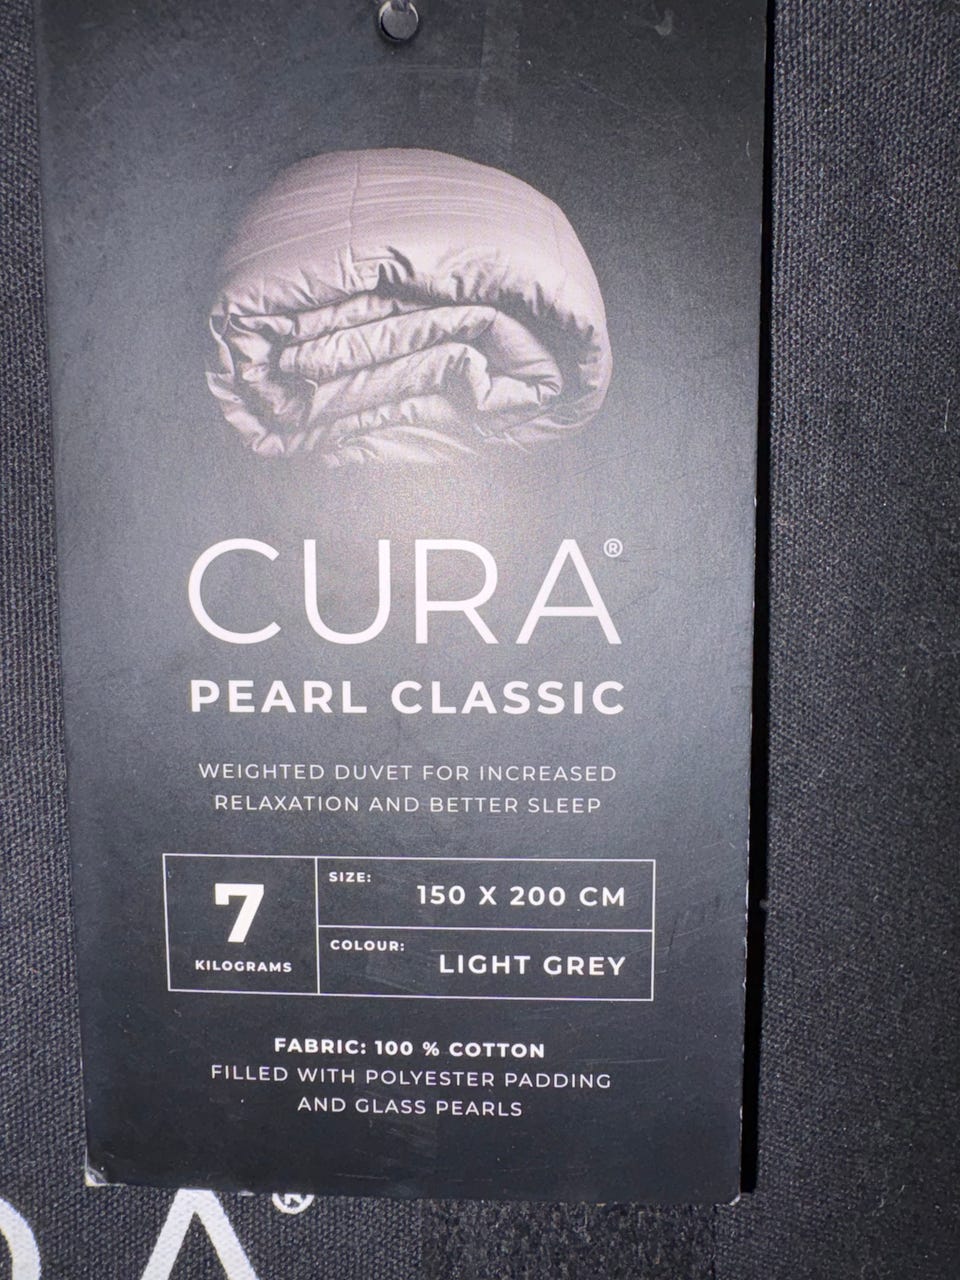 CURA®
PEARL CLASSIC
WEIGHTED DUVET FOR INCREASED
RELAXATION AND BETTER SLEEP
7
KILOGRAMS
SIZE:
150 X 200 CM
COLOUR:
LIGHT GREY
FABRIC: 100 % COTTON
FILLED WITH POLYESTER PADDING
AND GLASS PEARLS